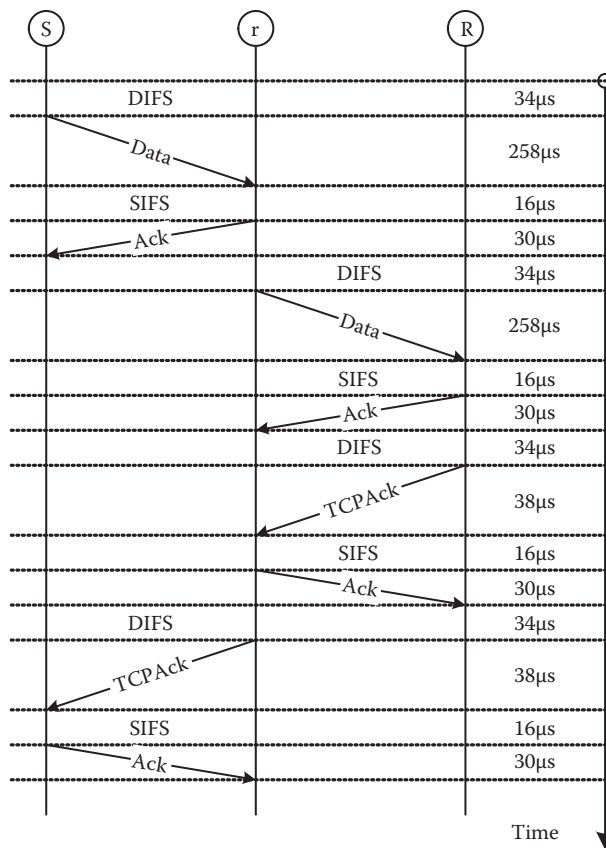 S r R
DIFS 34µs
Data 258µs
SIFS 16µs
Ack 30µs
DIFS 34µs
Data 258µs
SIFS 16µs
Ack 30µs
DIFS 34µs
TCPAck 38µs
SIFS 16µs
Ack 30µs
DIFS 34µs
TCPAck 38µs
SIFS 16µs
Ack 30µs
Time